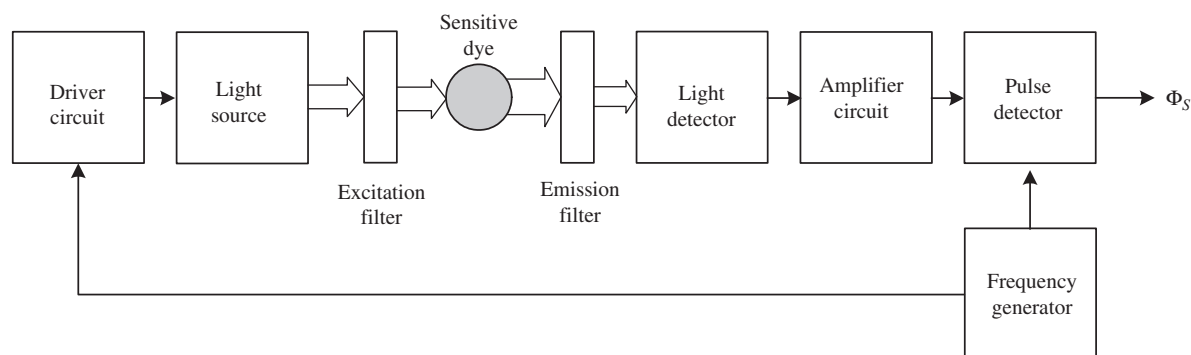 Sensitive
dye
Driver
circuit
Light
source
Light
detector
Amplifier
circuit
Pulse
detector
Φ_S
Excitation
filter
Emission
filter
Frequency
generator